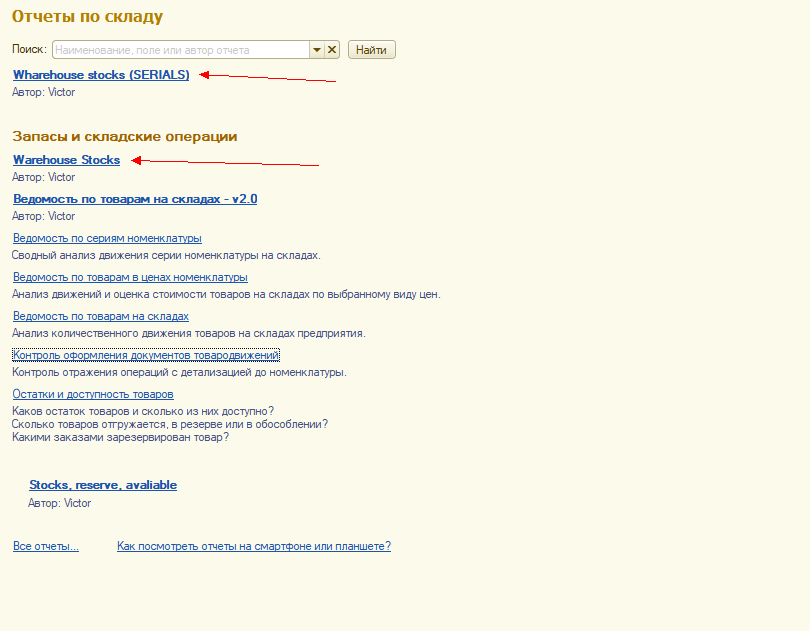 Отчеты по складу
Поиск: Наименование, поле или автор отчета Найти
Wharehouse stocks (SERIALS)
Автор: Victor
Запасы и складские операции
Warehouse Stocks
Автор: Victor
Ведомость по товарам на складах - v2.0
Автор: Victor
Ведомость по сериям номенклатуры
Сводный анализ движения серии номенклатуры на складах.
Ведомость по товарам в ценах номенклатуры
Анализ движений и оценка стоимости товаров на складах по выбранному виду цен.
Ведомость по товарам на складах
Анализ количественного движения товаров на складах предприятия.
Контроль оформления документов товародвижений
Контроль отражения операций с детализацией до номенклатуры.
Остатки и доступность товаров
Каков остаток товаров и сколько из них доступно?
Сколько товаров отгружается, в резерве или в обособлении?
Какими заказами зарезервирован товар?
Stocks, reserve, avaliable
Автор: Victor
Все отчеты... Как посмотреть отчеты на смартфоне или планшете?